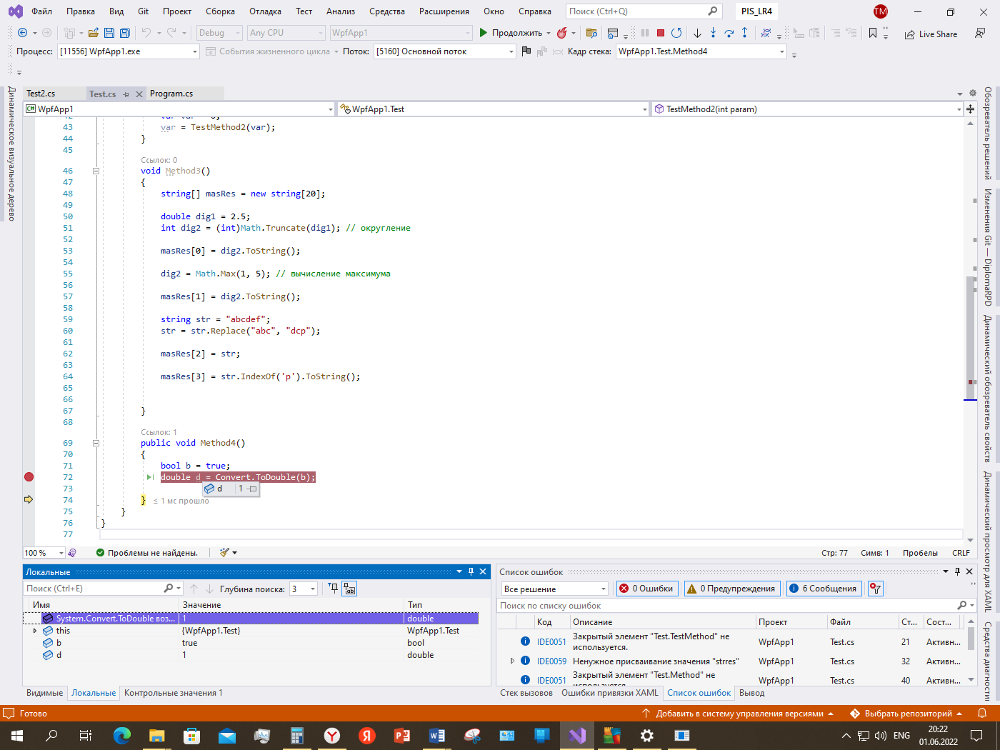 Файл Правка Вид Git Проект Сборка Отладка Тест Анализ Средства Расширения Окно Справка Поиск (Ctrl+Q) PIS_LR4 TM
Debug Any CPU WpfApp1 Продолжить Live Share
Процесс: [11556] WpfApp1.exe События жизненного цикла Поток: [5160] Основной поток Кадр стека: WpfApp1.Test.Method4
Test2.cs Test.cs Program.cs
WpfApp1 WpfApp1.Test TestMethod2(int param)
43 var = TestMethod2(var);
44 }
45
Ссылок: 0
46 void Method3()
47 {
48 string[] masRes = new string[20];
49
50 double dig1 = 2.5;
51 int dig2 = (int)Math.Truncate(dig1); // округление
52
53 masRes[0] = dig2.ToString();
54
55 dig2 = Math.Max(1, 5); // вычисление максимума
56
57 masRes[1] = dig2.ToString();
58
59 string str = "abcdef";
60 str = str.Replace("abc", "dcp");
61
62 masRes[2] = str;
63
64 masRes[3] = str.IndexOf('p').ToString();
65
66
67 }
68
Ссылок: 1
69 public void Method4()
70 {
71 bool b = true;
72 double d = Convert.ToDouble(b);
73 d 1
74 } ≤ 1 мс прошло
75 }
76 }
77
100 % Проблемы не найдены. Стр: 77 Симв: 1 Пробелы CRLF
Динамическое визуальное дерево
Обозреватель решений
Изменения Git — DiplomaRPD
Динамический обозреватель свойств
Динамический просмотр для XAML
Средства диагностики
Локальные
Поиск (Ctrl+E) Глубина поиска: 3
Имя Значение Тип
System.Convert.ToDouble воз... 1 double
this {WpfApp1.Test} WpfApp1.Test
b true bool
d 1 double
Видимые Локальные Контрольные значения 1
Список ошибок
Все решение 0 Ошибки 0 Предупреждения 6 Сообщения
Поиск по списку ошибок
Код Описание Проект Файл Ст... Сост...
IDE0051 Закрытый элемент "Test.TestMethod" не используется. WpfApp1 Test.cs 21 Активн...
IDE0059 Ненужное присваивание значения "strres" WpfApp1 Test.cs 32 Активн...
IDE0051 Закрытый элемент "Test.Method" не WpfApp1 Test.cs 40 Активн...
Стек вызовов Ошибки привязки XAML Список ошибок Вывод
Готово Добавить в систему управления версиями Выбрать репозиторий
ENG 20:22
01.06.2022